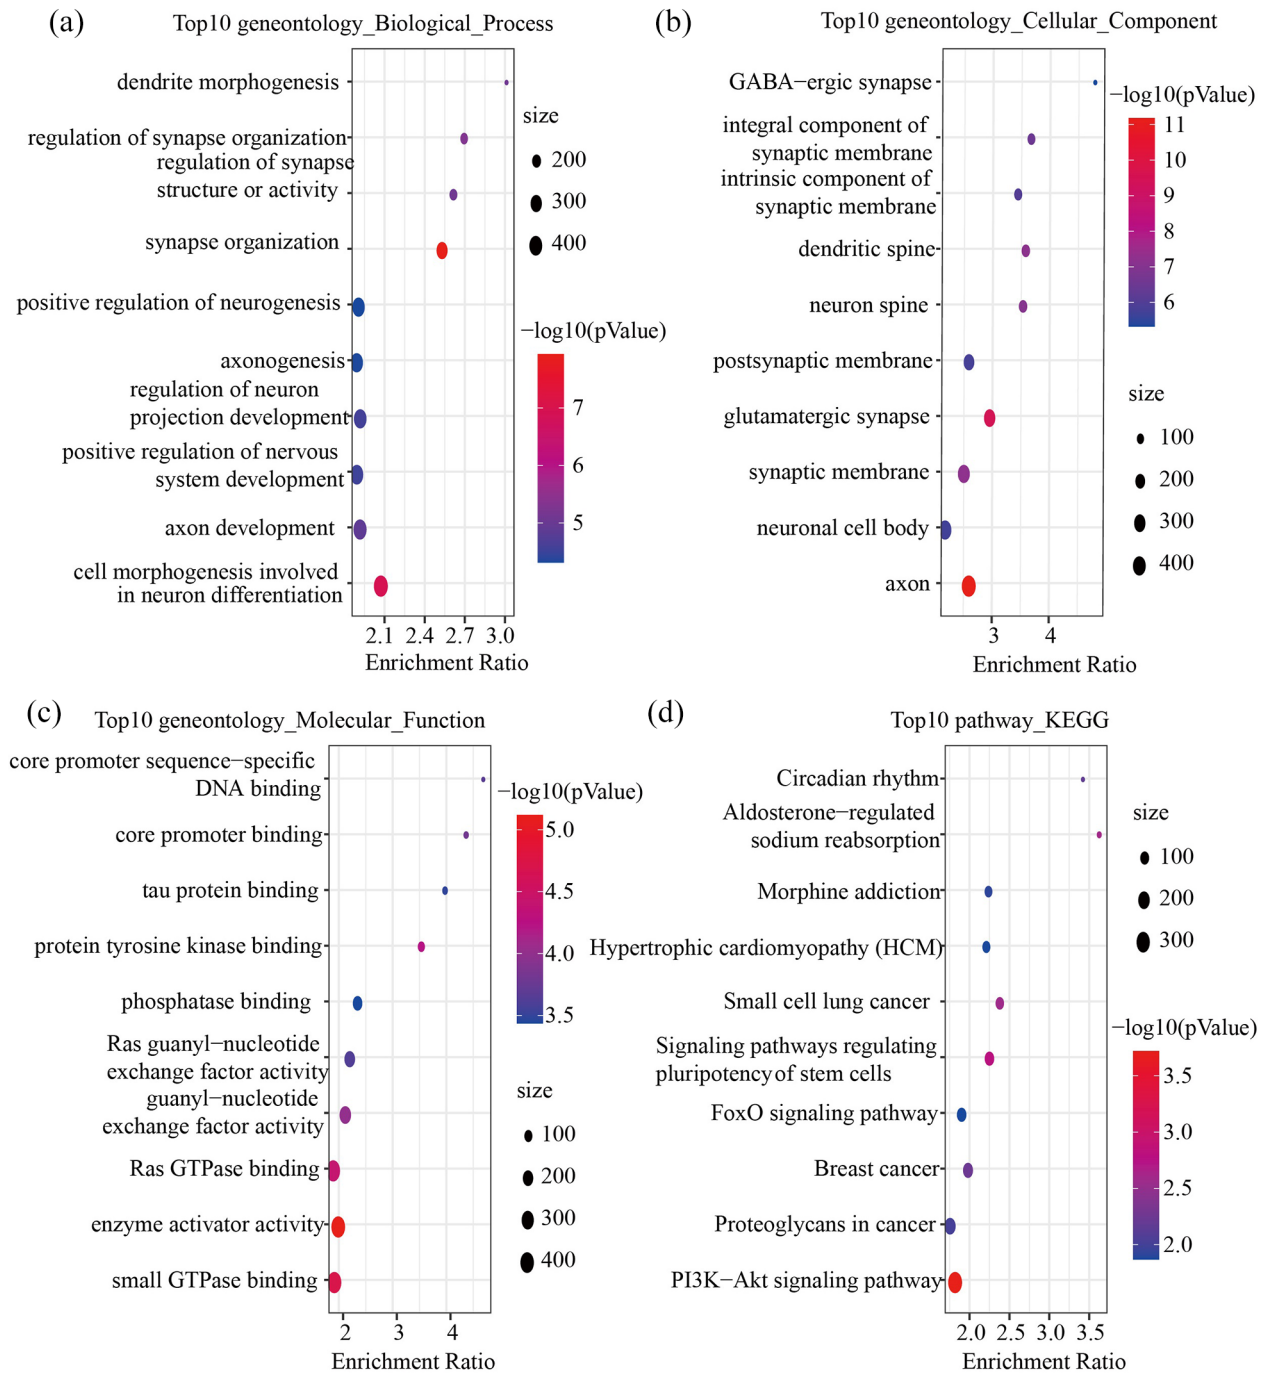 (a)
Top10 geneontology_Biological_Process
dendrite morphogenesis
regulation of synapse organization
regulation of synapse
structure or activity
synapse organization
positive regulation of neurogenesis
axonogenesis
regulation of neuron
projection development
positive regulation of nervous
system development
axon development
cell morphogenesis involved
in neuron differentiation
2.1 2.4 2.7 3.0
Enrichment Ratio
size
200
300
400
−log10(pValue)
7
6
5
(b)
Top10 geneontology_Cellular_Component
GABA−ergic synapse
integral component of
synaptic membrane
intrinsic component of
synaptic membrane
dendritic spine
neuron spine
postsynaptic membrane
glutamatergic synapse
synaptic membrane
neuronal cell body
axon
3 4
Enrichment Ratio
−log10(pValue)
11
10
9
8
7
6
size
100
200
300
400
(c)
Top10 geneontology_Molecular_Function
core promoter sequence−specific
DNA binding
core promoter binding
tau protein binding
protein tyrosine kinase binding
phosphatase binding
Ras guanyl−nucleotide
exchange factor activity
guanyl−nucleotide
exchange factor activity
Ras GTPase binding
enzyme activator activity
small GTPase binding
2 3 4
Enrichment Ratio
−log10(pValue)
5.0
4.5
4.0
3.5
size
100
200
300
400
(d)
Top10 pathway_KEGG
Circadian rhythm
Aldosterone−regulated
sodium reabsorption
Morphine addiction
Hypertrophic cardiomyopathy (HCM)
Small cell lung cancer
Signaling pathways regulating
pluripotency of stem cells
FoxO signaling pathway
Breast cancer
Proteoglycans in cancer
PI3K−Akt signaling pathway
2.0 2.5 3.0 3.5
Enrichment Ratio
size
100
200
300
−log10(pValue)
3.5
3.0
2.5
2.0